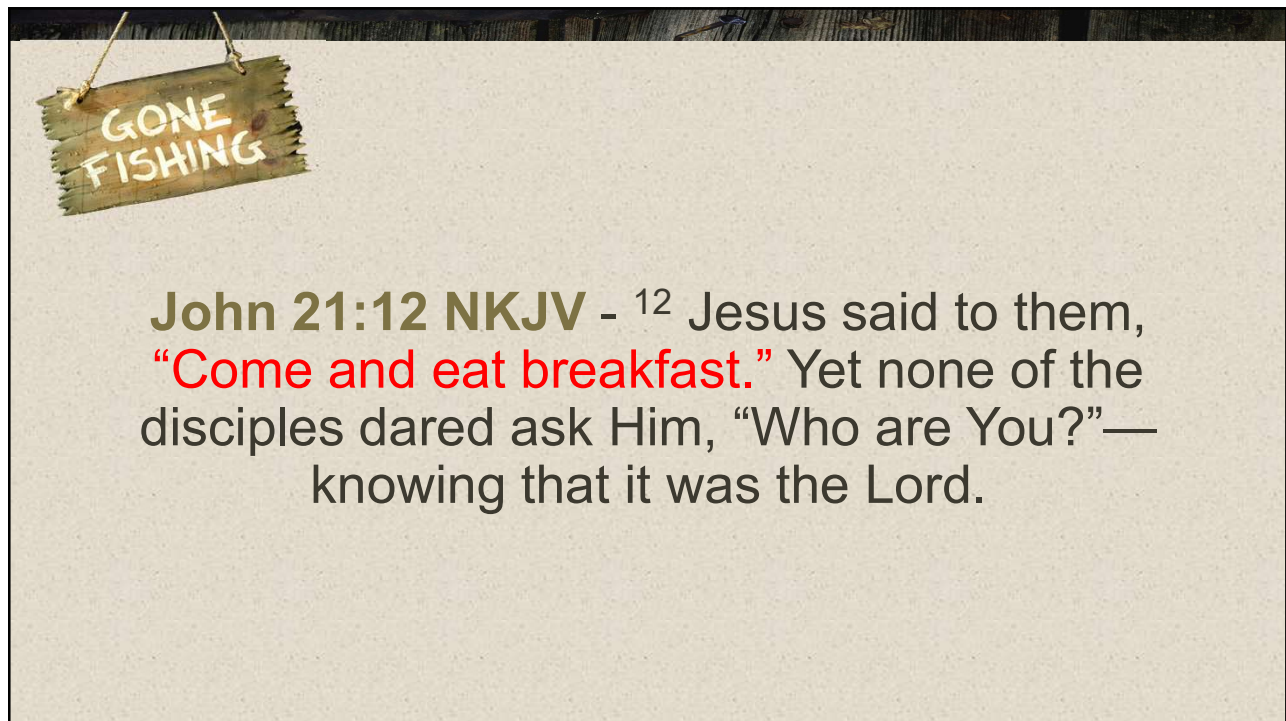 GONE
FISHING
John 21:12 NKJV - 12 Jesus said to them,
“Come and eat breakfast.” Yet none of the
disciples dared ask Him, “Who are You?”—
knowing that it was the Lord.